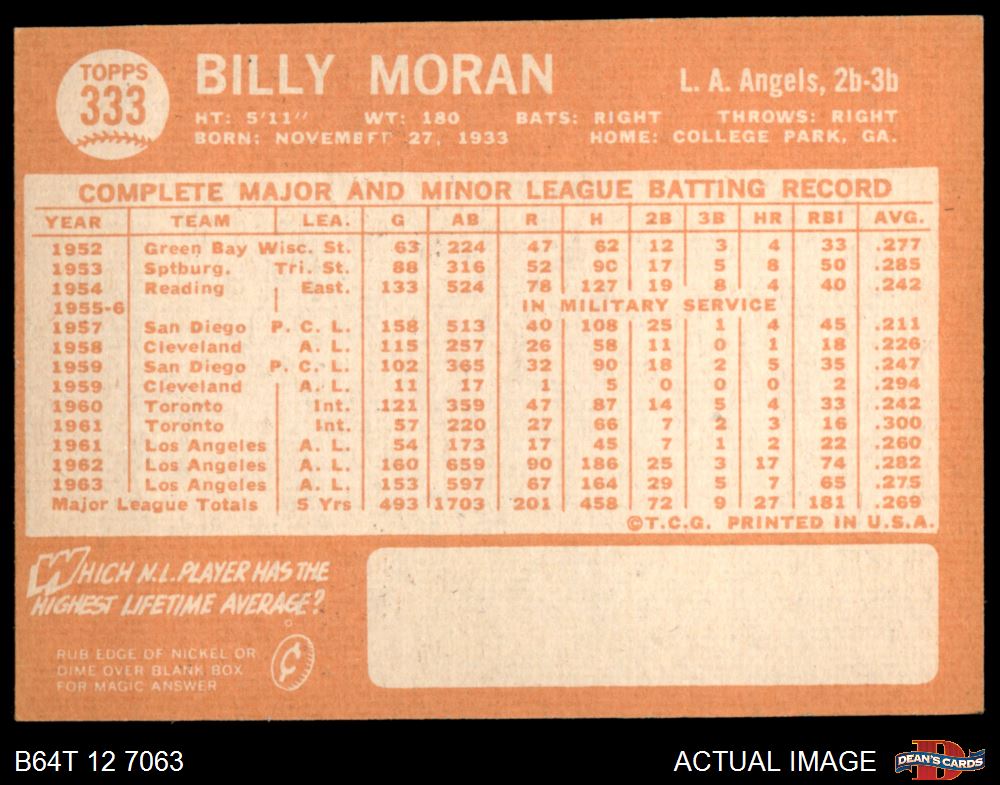 TOPPS
333
BILLY MORAN
L. A. Angels, 2b-3b
HT: 5'11" WT: 180 BATS: RIGHT THROWS: RIGHT
BORN: NOVEMBER 27, 1933 HOME: COLLEGE PARK, GA.
COMPLETE MAJOR AND MINOR LEAGUE BATTING RECORD
YEAR TEAM LEA. G AB R H 2B 3B HR RBI AVG.
1952 Green Bay Wisc. St. 63 224 47 62 12 3 4 33 .277
1953 Sptburg. Tri. St. 88 316 52 90 17 5 8 50 .285
1954 Reading East. 133 524 78 127 19 8 4 40 .242
1955-6 IN MILITARY SERVICE
1957 San Diego P. C. L. 158 513 40 108 25 1 4 45 .211
1958 Cleveland A. L. 115 257 26 58 11 0 1 18 .226
1959 San Diego P. C. L. 102 365 32 90 18 2 5 35 .247
1959 Cleveland A. L. 11 17 1 5 0 0 0 2 .294
1960 Toronto Int. 121 359 47 87 14 5 4 33 .242
1961 Toronto Int. 57 220 27 66 7 2 3 16 .300
1961 Los Angeles A. L. 54 173 17 45 7 1 2 22 .260
1962 Los Angeles A. L. 160 659 90 186 25 3 17 74 .282
1963 Los Angeles A. L. 153 597 67 164 29 5 7 65 .275
Major League Totals 5 Yrs 493 1703 201 458 72 9 27 181 .269
©T.C.G. PRINTED IN U.S.A.
WHICH N.L. PLAYER HAS THE
HIGHEST LIFETIME AVERAGE?
RUB EDGE OF NICKEL OR
DIME OVER BLANK BOX
FOR MAGIC ANSWER
¢
B64T 12 7063
ACTUAL IMAGE
D
DEAN'S CARDS